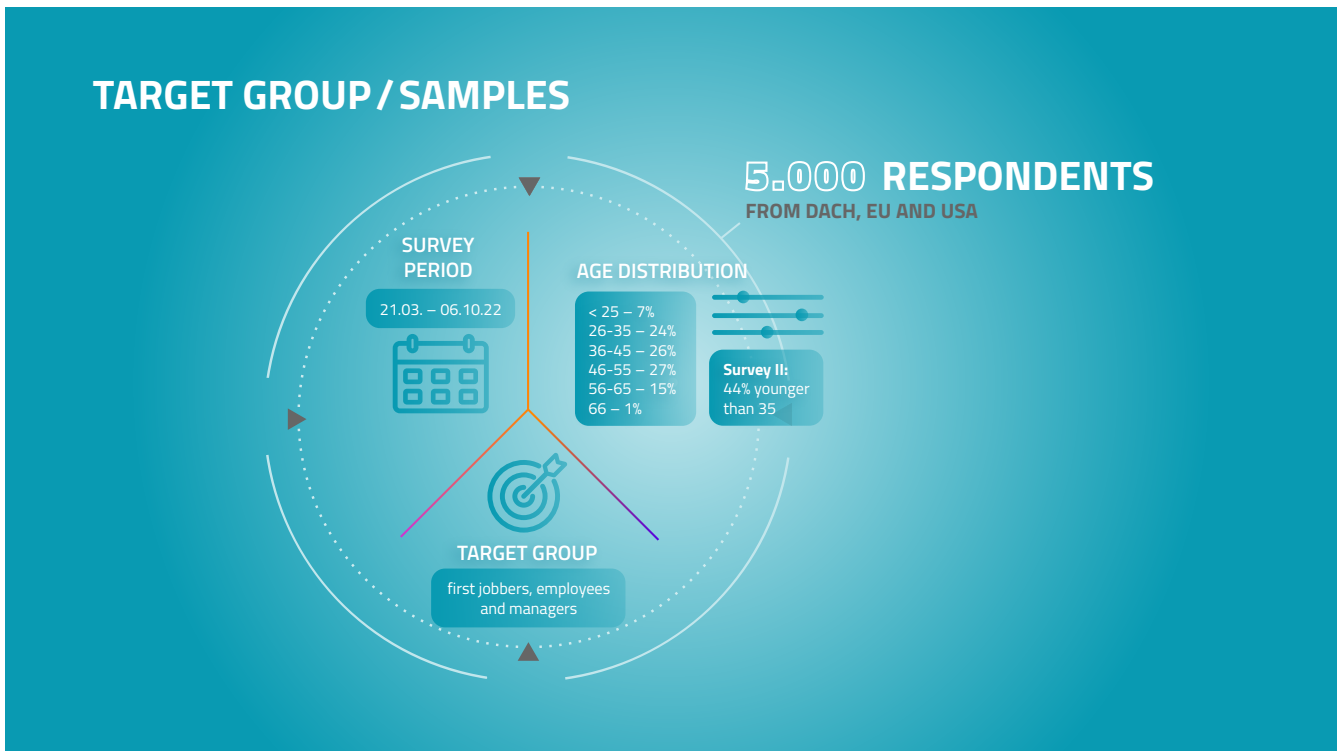 TARGET GROUP / SAMPLES
5.000 RESPONDENTS
FROM DACH, EU AND USA
SURVEY
PERIOD
21.03. – 06.10.22
AGE DISTRIBUTION
< 25 – 7%
26-35 – 24%
36-45 – 26%
46-55 – 27%
56-65 – 15%
66 – 1%
Survey II:
44% younger
than 35
TARGET GROUP
first jobbers, employees
and managers